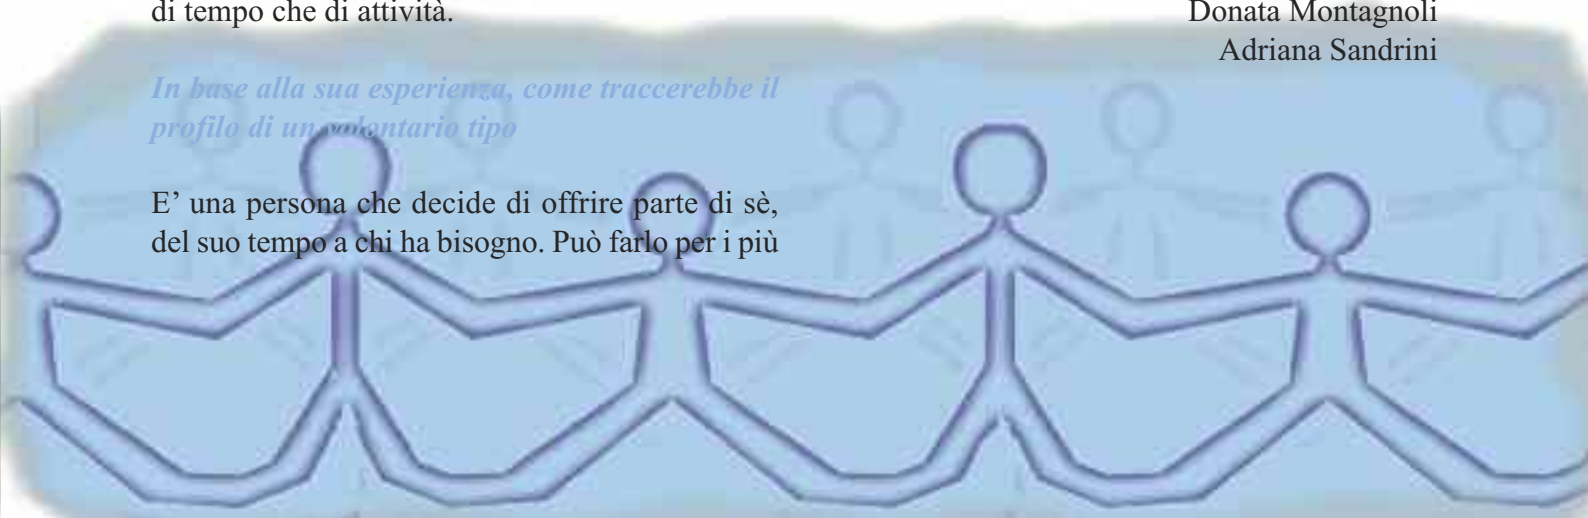 di tempo che di attività.
In base alla sua esperienza, come traccerebbe il
profilo di un volontario tipo
E’ una persona che decide di offrire parte di sè,
del suo tempo a chi ha bisogno. Può farlo per i più
Donata Montagnoli
Adriana Sandrini